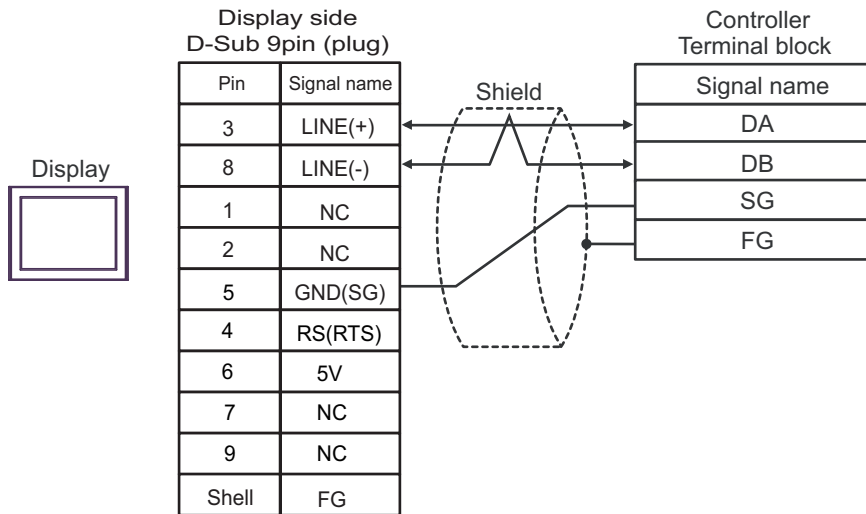 Display side
D-Sub 9pin (plug)
Controller
Terminal block
Pin Signal name
Shield
Signal name
3 LINE(+)
DA
Display
8 LINE(-)
DB
1 NC
SG
2 NC
FG
5 GND(SG)
4 RS(RTS)
6 5V
7 NC
9 NC
Shell FG